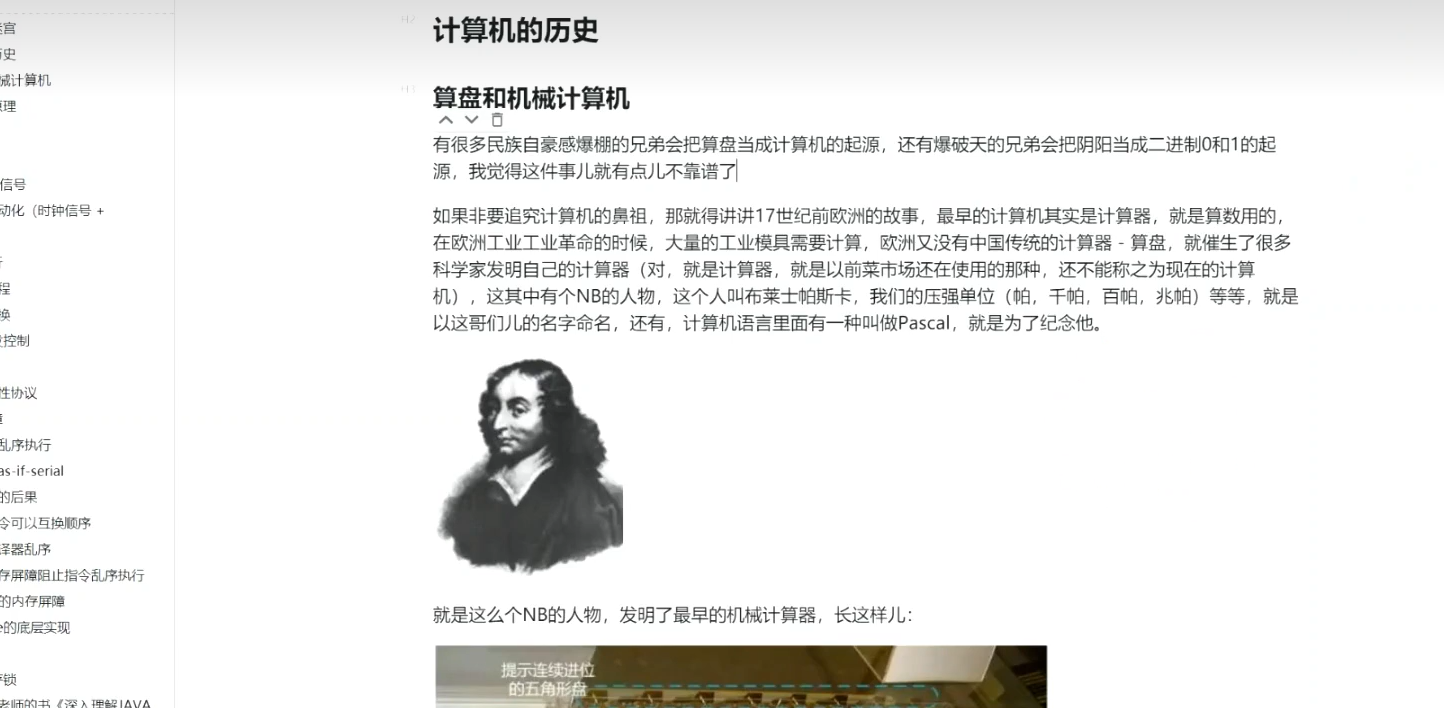 宫
史
械计算机
理
信号
动化（时钟信号 +
程
换
控制
性协议
乱序执行
as-if-serial
的后果
令可以互换顺序
译器乱序
存屏障阻止指令乱序执行
的内存屏障
e的底层实现
锁
老师的书《深入理解JAVA
计算机的历史
算盘和机械计算机
有很多民族自豪感爆棚的兄弟会把算盘当成计算机的起源，还有爆破天的兄弟会把阴阳当成二进制0和1的起
源，我觉得这件事儿就有点儿不靠谱了
如果非要追究计算机的鼻祖，那就得讲讲17世纪前欧洲的故事，最早的计算机其实是计算器，就是算数用的，
在欧洲工业工业革命的时候，大量的工业模具需要计算，欧洲又没有中国传统的计算器 - 算盘，就催生了很多
科学家发明自己的计算器（对，就是计算器，就是以前菜市场还在使用的那种，还不能称之为现在的计算
机），这其中有个NB的人物，这个人叫布莱士帕斯卡，我们的压强单位（帕，千帕，百帕，兆帕）等等，就是
以这哥们儿的名字命名，还有，计算机语言里面有一种叫做Pascal，就是为了纪念他。
就是这么个NB的人物，发明了最早的机械计算器，长这样儿：
提示连续进位
的五角形盘